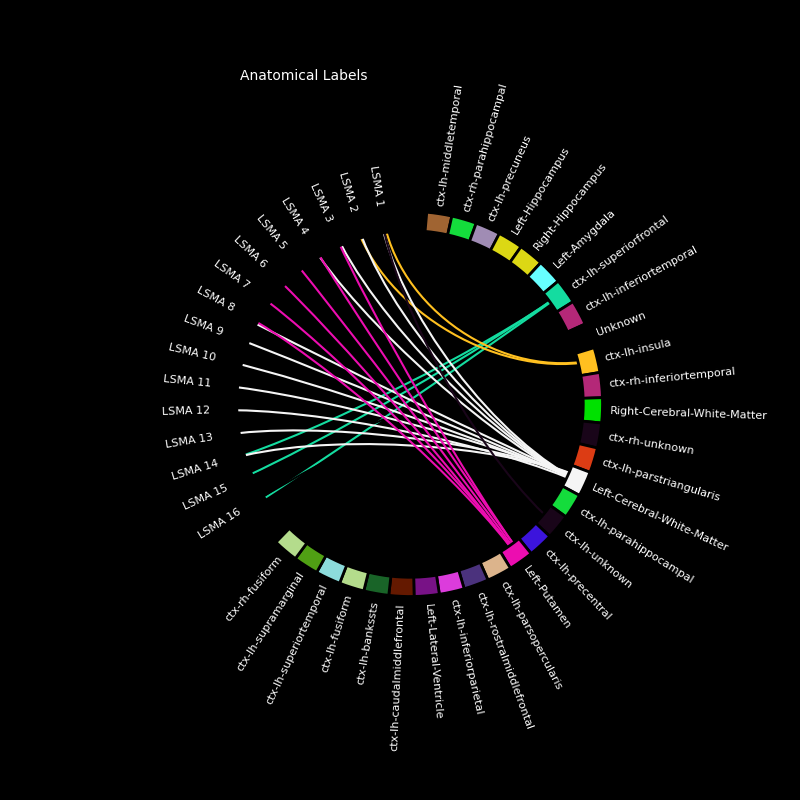 Anatomical Labels
ctx-lh-middletemporal
ctx-rh-parahippocampal
ctx-lh-precuneus
Left-Hippocampus
Right-Hippocampus
Left-Amygdala
ctx-lh-superiorfrontal
ctx-lh-inferiortemporal
Unknown
ctx-lh-insula
ctx-rh-inferiortemporal
Right-Cerebral-White-Matter
ctx-rh-unknown
ctx-lh-parstriangularis
Left-Cerebral-White-Matter
ctx-lh-parahippocampal
ctx-lh-unknown
ctx-lh-precentral
Left-Putamen
ctx-lh-parsopercularis
ctx-lh-rostralmiddlefrontal
ctx-lh-inferiorparietal
Left-Lateral-Ventricle
ctx-lh-caudalmiddlefrontal
ctx-lh-bankssts
ctx-lh-fusiform
ctx-lh-superiortemporal
ctx-lh-supramarginal
ctx-rh-fusiform
LSMA 16
LSMA 15
LSMA 14
LSMA 13
LSMA 12
LSMA 11
LSMA 10
LSMA 9
LSMA 8
LSMA 7
LSMA 6
LSMA 5
LSMA 4
LSMA 3
LSMA 2
LSMA 1